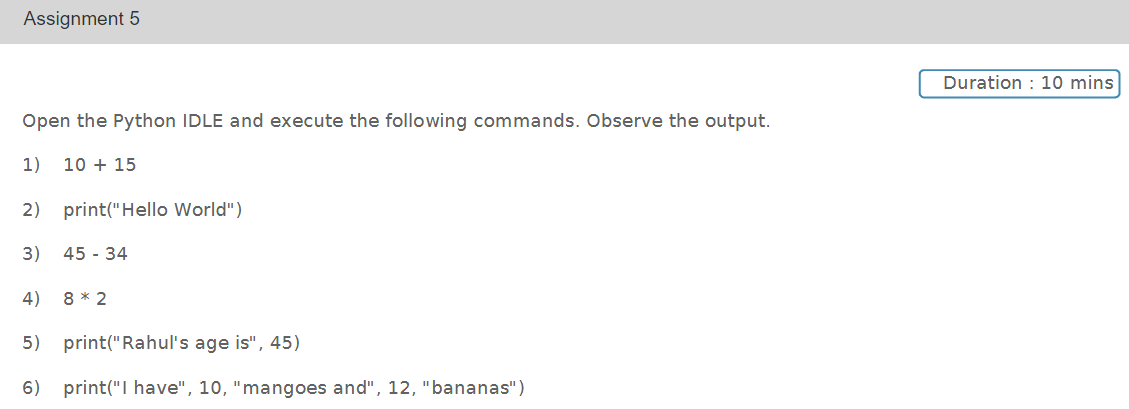 Assignment 5
Duration : 10 mins
Open the Python IDLE and execute the following commands. Observe the output.
1) 10 + 15
2) print("Hello World")
3) 45 - 34
4) 8 * 2
5) print("Rahul's age is", 45)
6) print("I have", 10, "mangoes and", 12, "bananas")